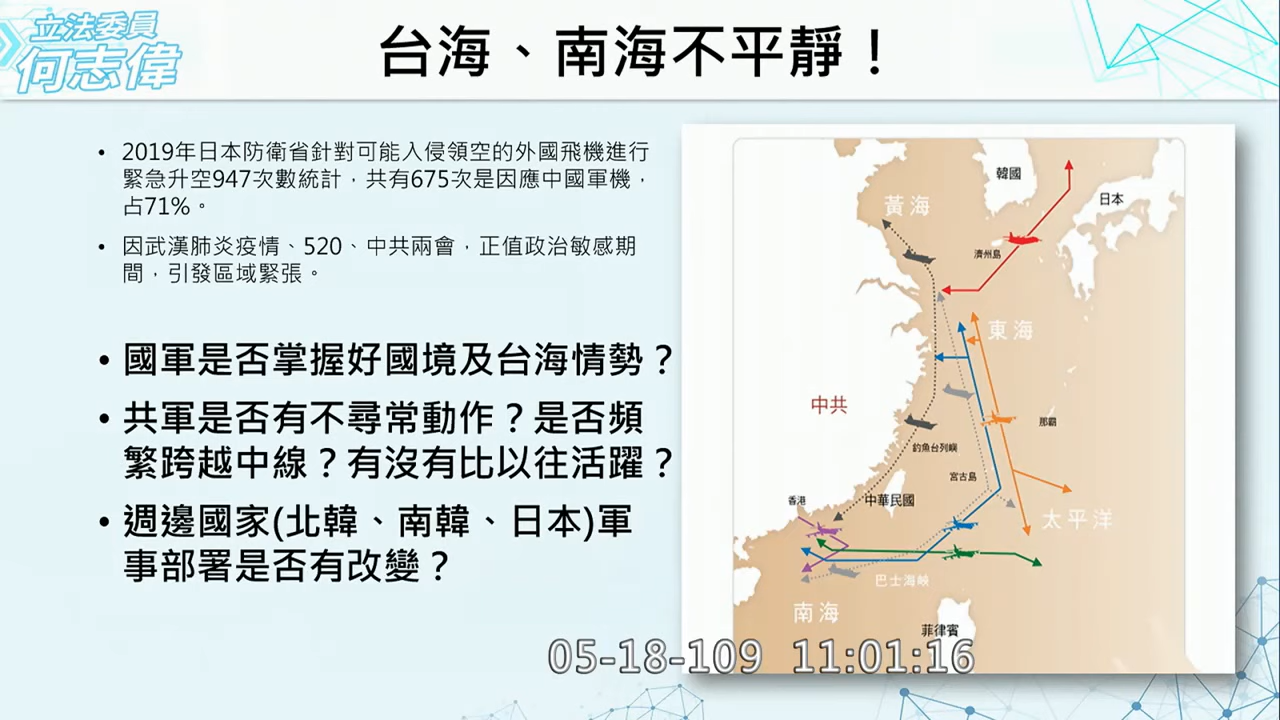 立法委員
何志偉
台海、南海不平靜！
• 2019年日本防衛省針對可能入侵領空的外國飛機進行
緊急升空947次數統計，共有675次是因應中國軍機，
占71%。
• 因武漢肺炎疫情、520、中共兩會，正值政治敏感期
間，引發區域緊張。
• 國軍是否掌握好國境及台海情勢？
• 共軍是否有不尋常動作？是否頻
繁跨越中線？有沒有比以往活躍？
• 週邊國家(北韓、南韓、日本)軍
事部署是否有改變？
韓國
日本
黃海
濟州島
東海
中共
那霸
釣魚台列嶼
宮古島
香港
中華民國
太平洋
巴士海峽
南海
菲律賓
05-18-109 11:01:16